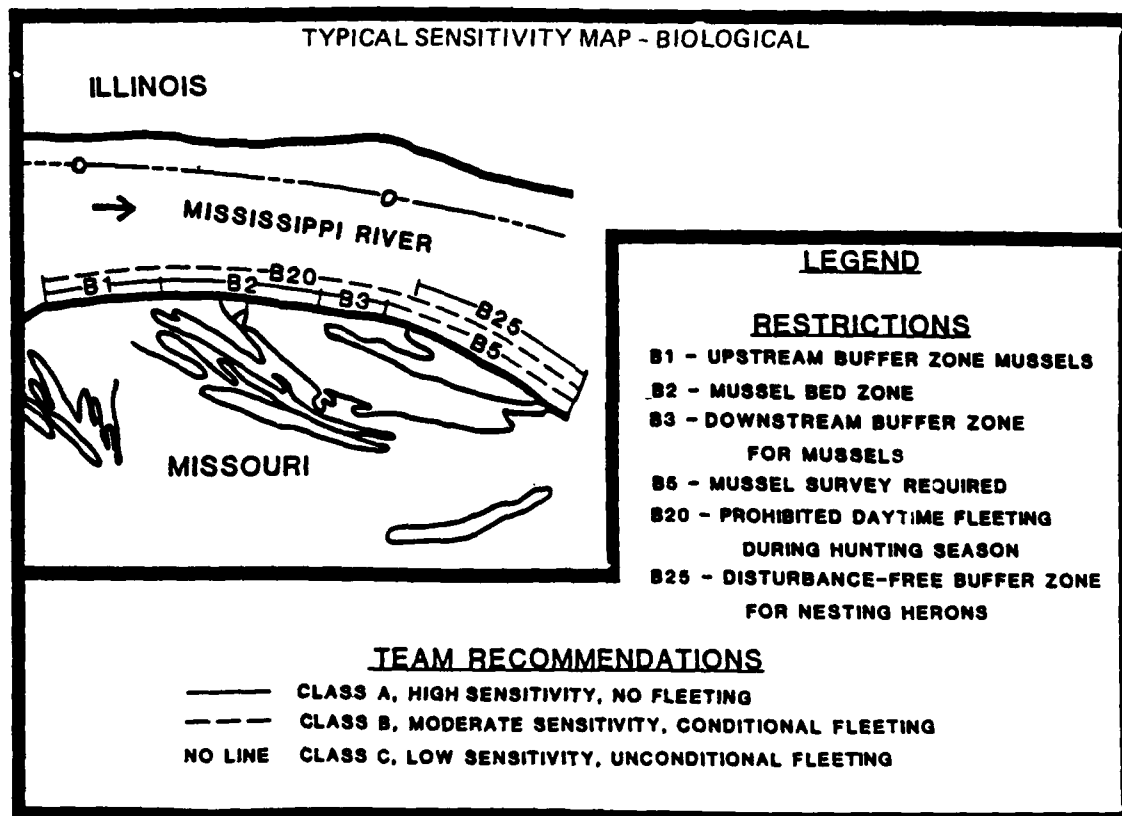 TYPICAL SENSITIVITY MAP - BIOLOGICAL
ILLINOIS
MISSISSIPPI RIVER
B1
B2
B20
B3
B25
B5
MISSOURI
LEGEND
RESTRICTIONS
B1 - UPSTREAM BUFFER ZONE MUSSELS
B2 - MUSSEL BED ZONE
B3 - DOWNSTREAM BUFFER ZONE
FOR MUSSELS
B5 - MUSSEL SURVEY REQUIRED
B20 - PROHIBITED DAYTIME FLEETING
DURING HUNTING SEASON
B25 - DISTURBANCE-FREE BUFFER ZONE
FOR NESTING HERONS
TEAM RECOMMENDATIONS
CLASS A, HIGH SENSITIVITY, NO FLEETING
CLASS B, MODERATE SENSITIVITY, CONDITIONAL FLEETING
NO LINE CLASS C, LOW SENSITIVITY, UNCONDITIONAL FLEETING